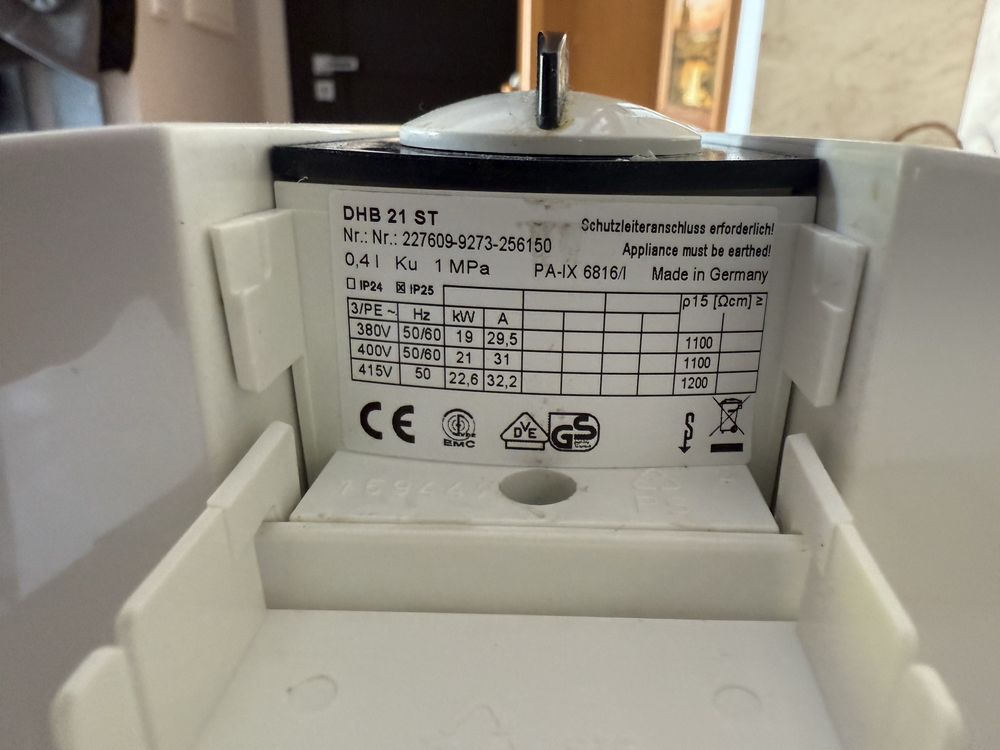 DHB 21 ST
Schutzleiteranschluss erforderlich!
Nr.: Nr.: 227609-9273-256150
Appliance must be earthed!
0,4 l Ku 1 MPa PA-IX 6816/I Made in Germany
☐ IP24 ☒ IP25
ρ15 [Ωcm] ≥
3/PE ~ Hz kW A
380V 50/60 19 29,5 1100
400V 50/60 21 31 1100
415V 50 22,6 32,2 1200
CE EMC DVE GS